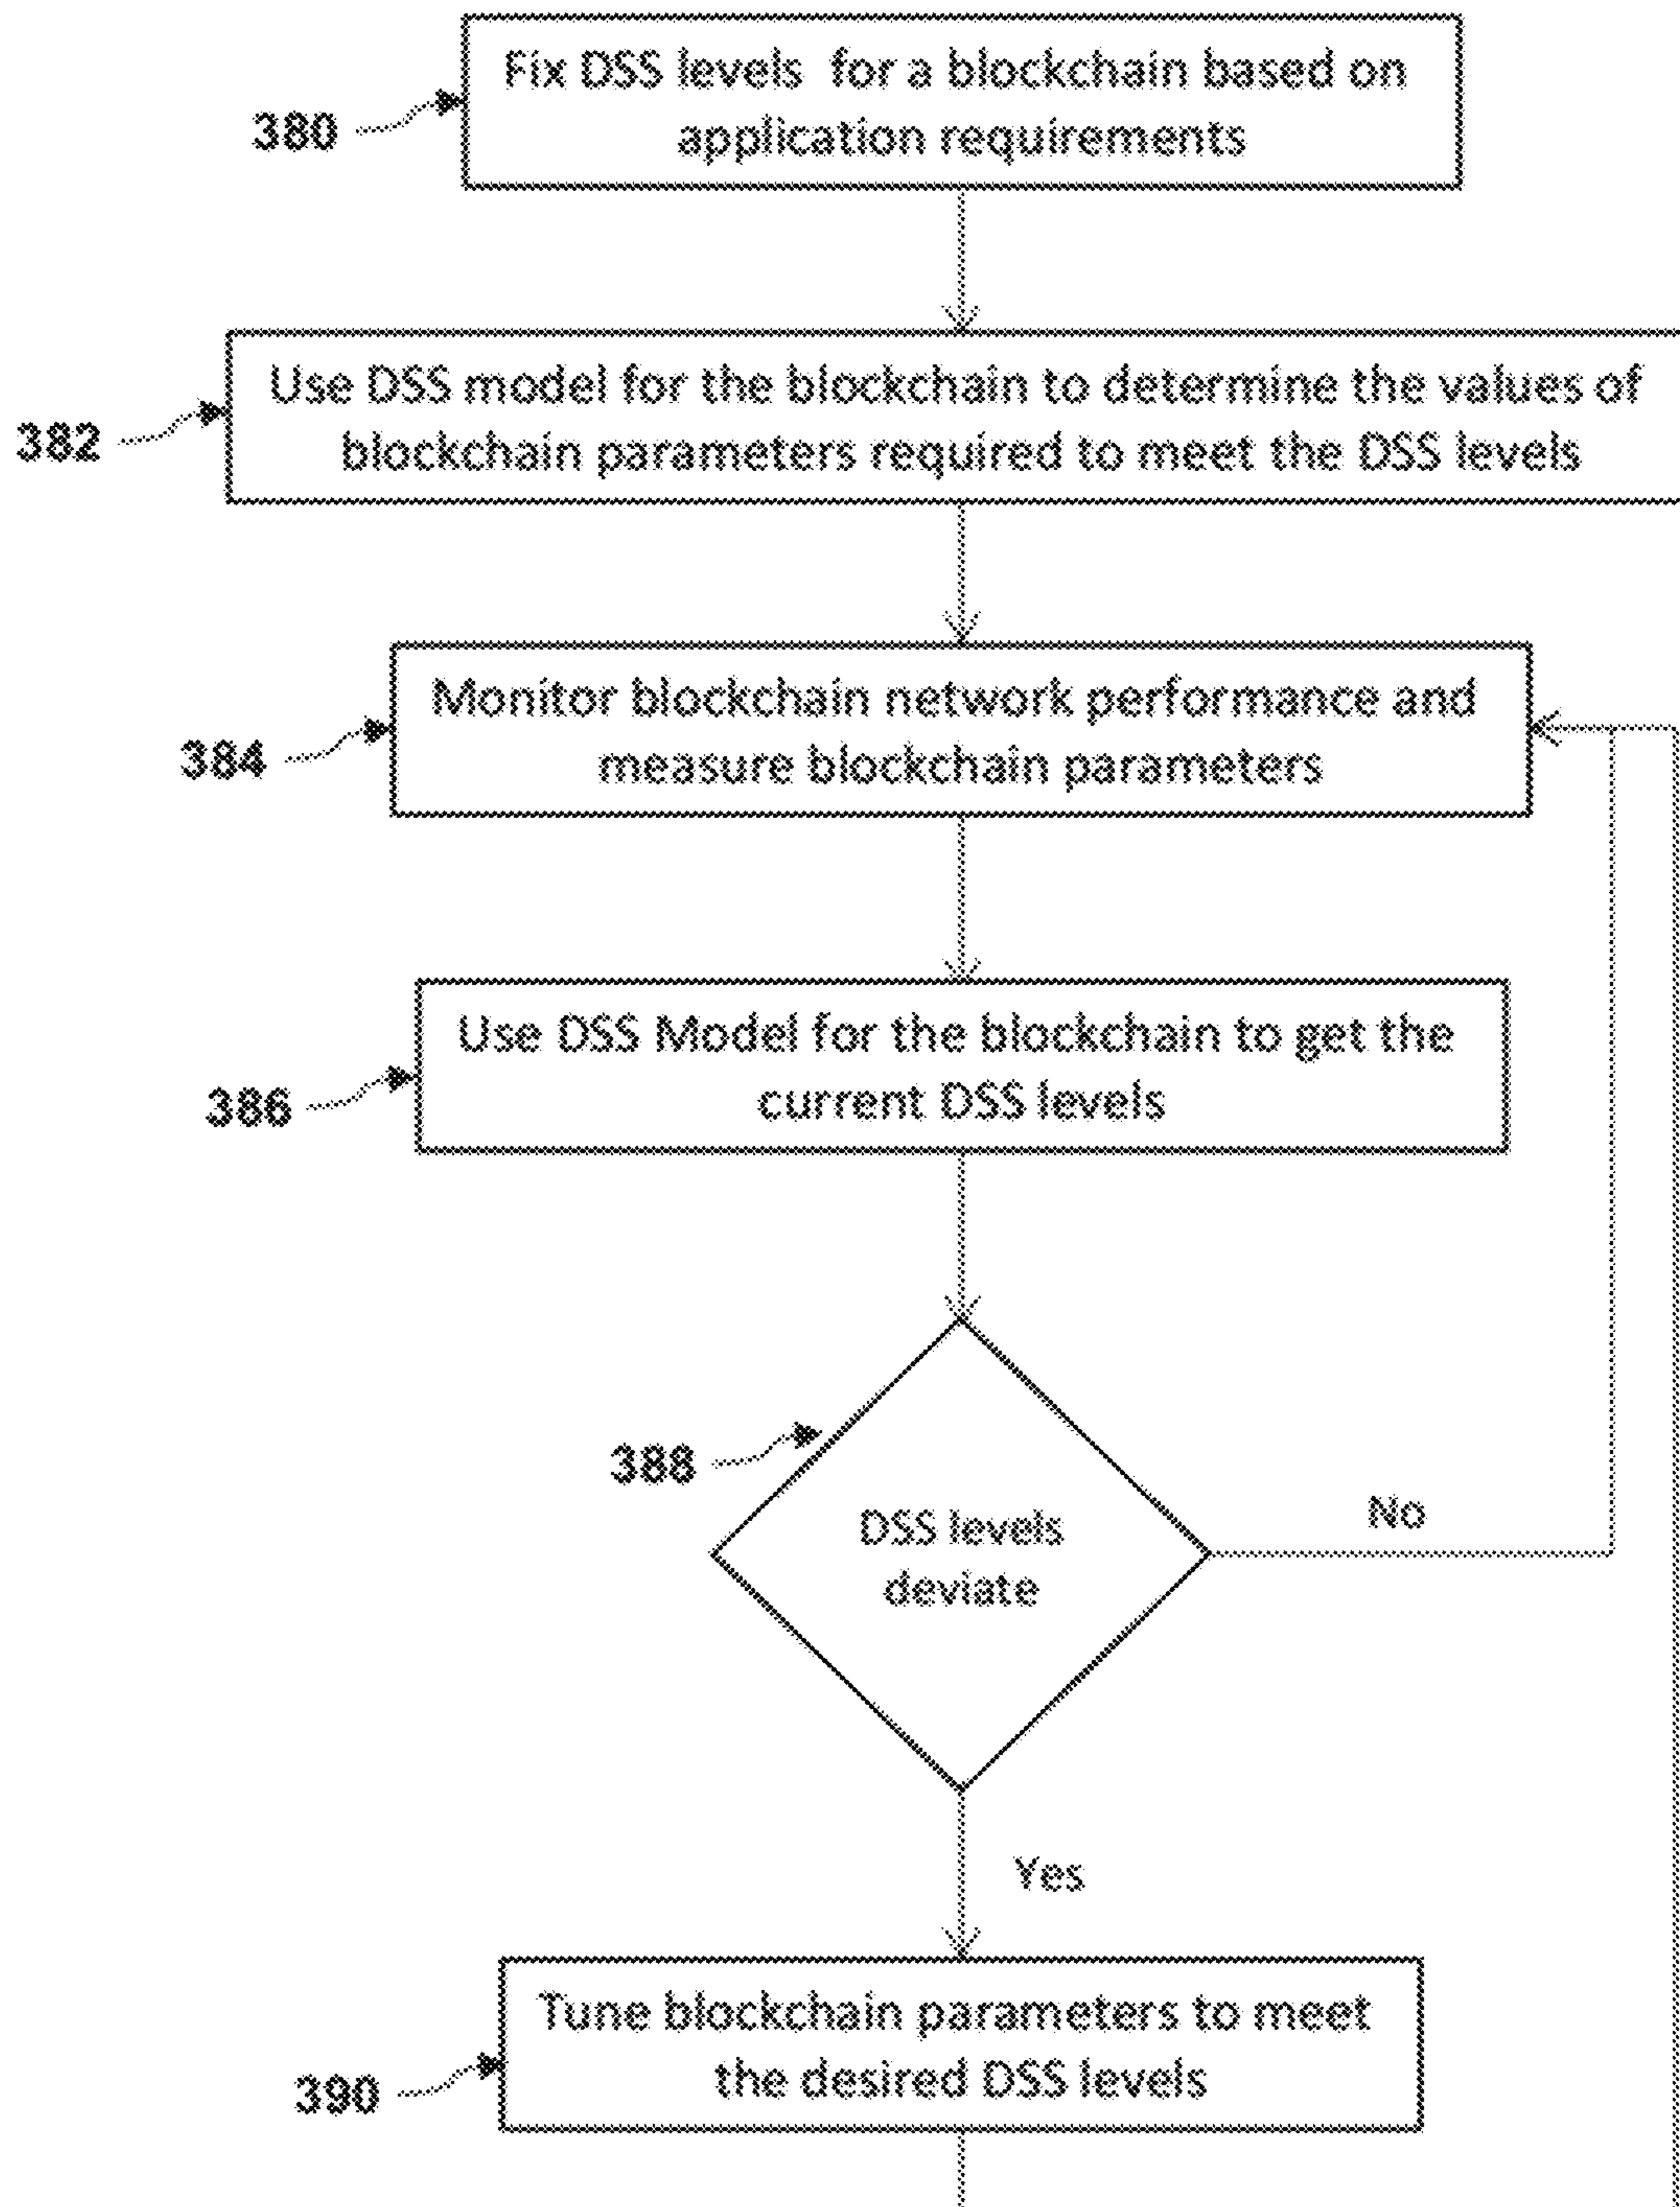 Fix DSS levels for a blockchain based on
application requirements
380
Use DSS model for the blockchain to determine the values of
blockchain parameters required to meet the DSS levels
382
Monitor blockchain network performance and
measure blockchain parameters
384
Use DSS Model for the blockchain to get the
current DSS levels
386
388
DSS levels
deviate
No
Yes
Tune blockchain parameters to meet
the desired DSS levels
390